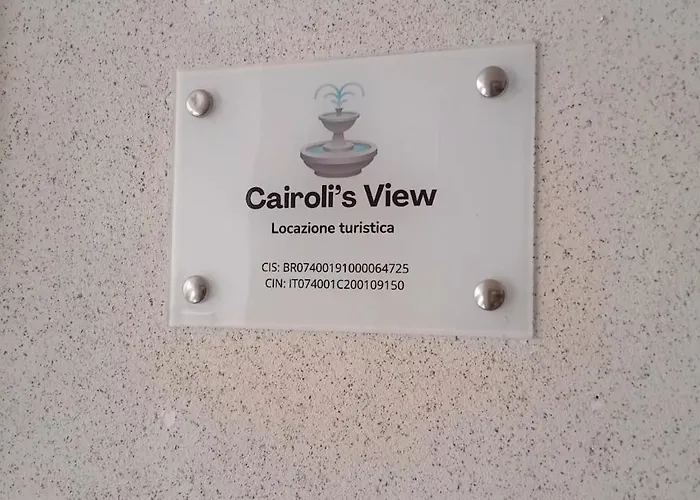 Cairoli's View
Locazione turistica
CIS: BR07400191000064725
CIN: IT074001C200109150